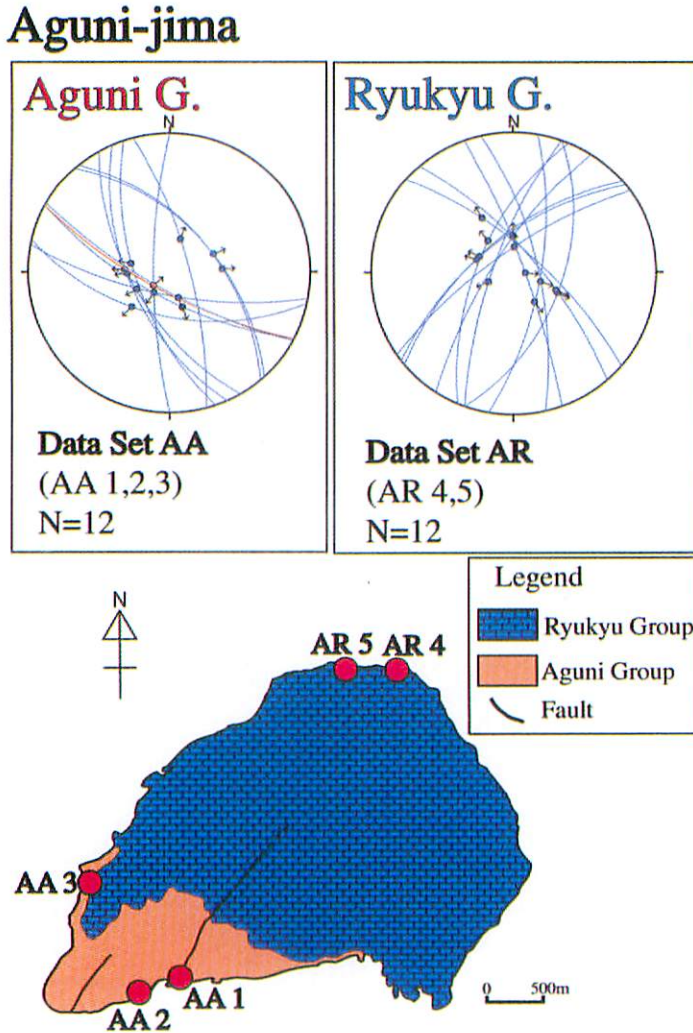 Aguni-jima
Aguni G.
N
Data Set AA
(AA 1,2,3)
N=12
Ryukyu G.
N
Data Set AR
(AR 4,5)
N=12
Legend
Ryukyu Group
Aguni Group
Fault
N
AR 5 AR 4
AA 3
AA 1
AA 2
0 500m